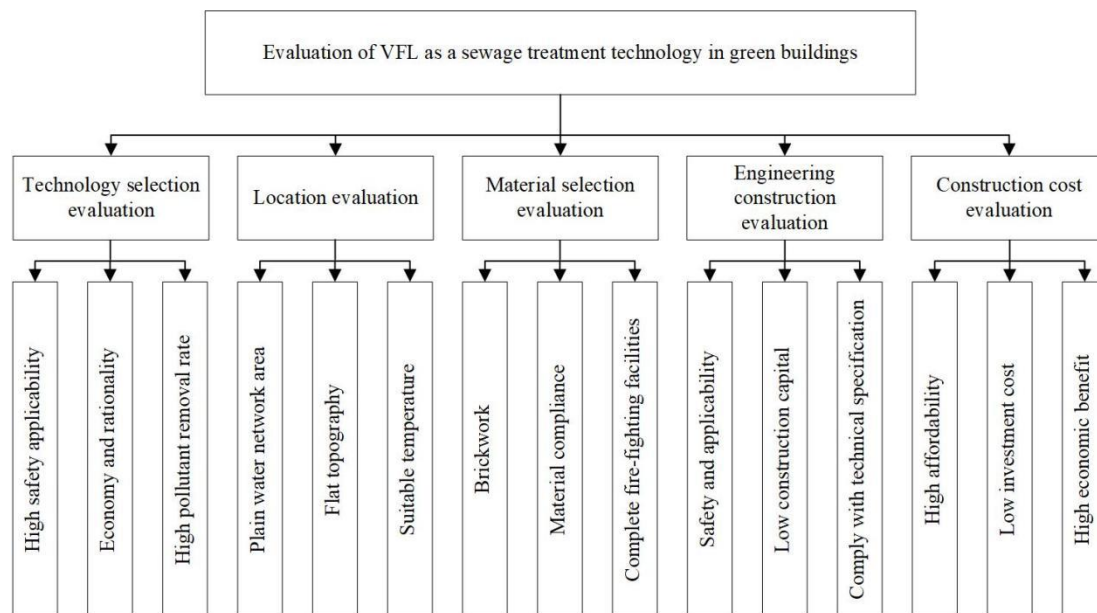 Evaluation of VFL as a sewage treatment technology in green buildings
Technology selection
evaluation
Location evaluation
Material selection
evaluation
Engineering
construction
evaluation
Construction cost
evaluation
High safety applicability
Economy and rationality
High pollutant removal rate
Plain water network area
Flat topography
Suitable temperature
Brickwork
Material compliance
Complete fire-fighting facilities
Safety and applicability
Low construction capital
Comply with technical specification
High affordability
Low investment cost
High economic benefit